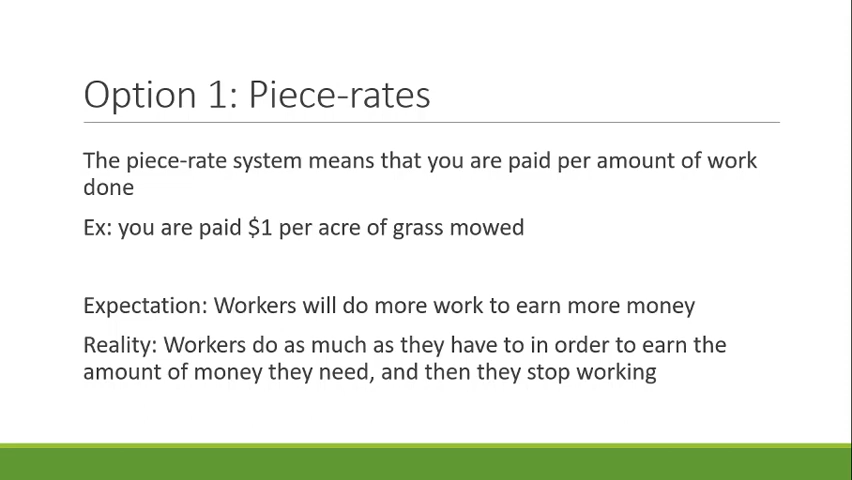 Option 1: Piece-rates
The piece-rate system means that you are paid per amount of work
done
Ex: you are paid $1 per acre of grass mowed
Expectation: Workers will do more work to earn more money
Reality: Workers do as much as they have to in order to earn the
amount of money they need, and then they stop working